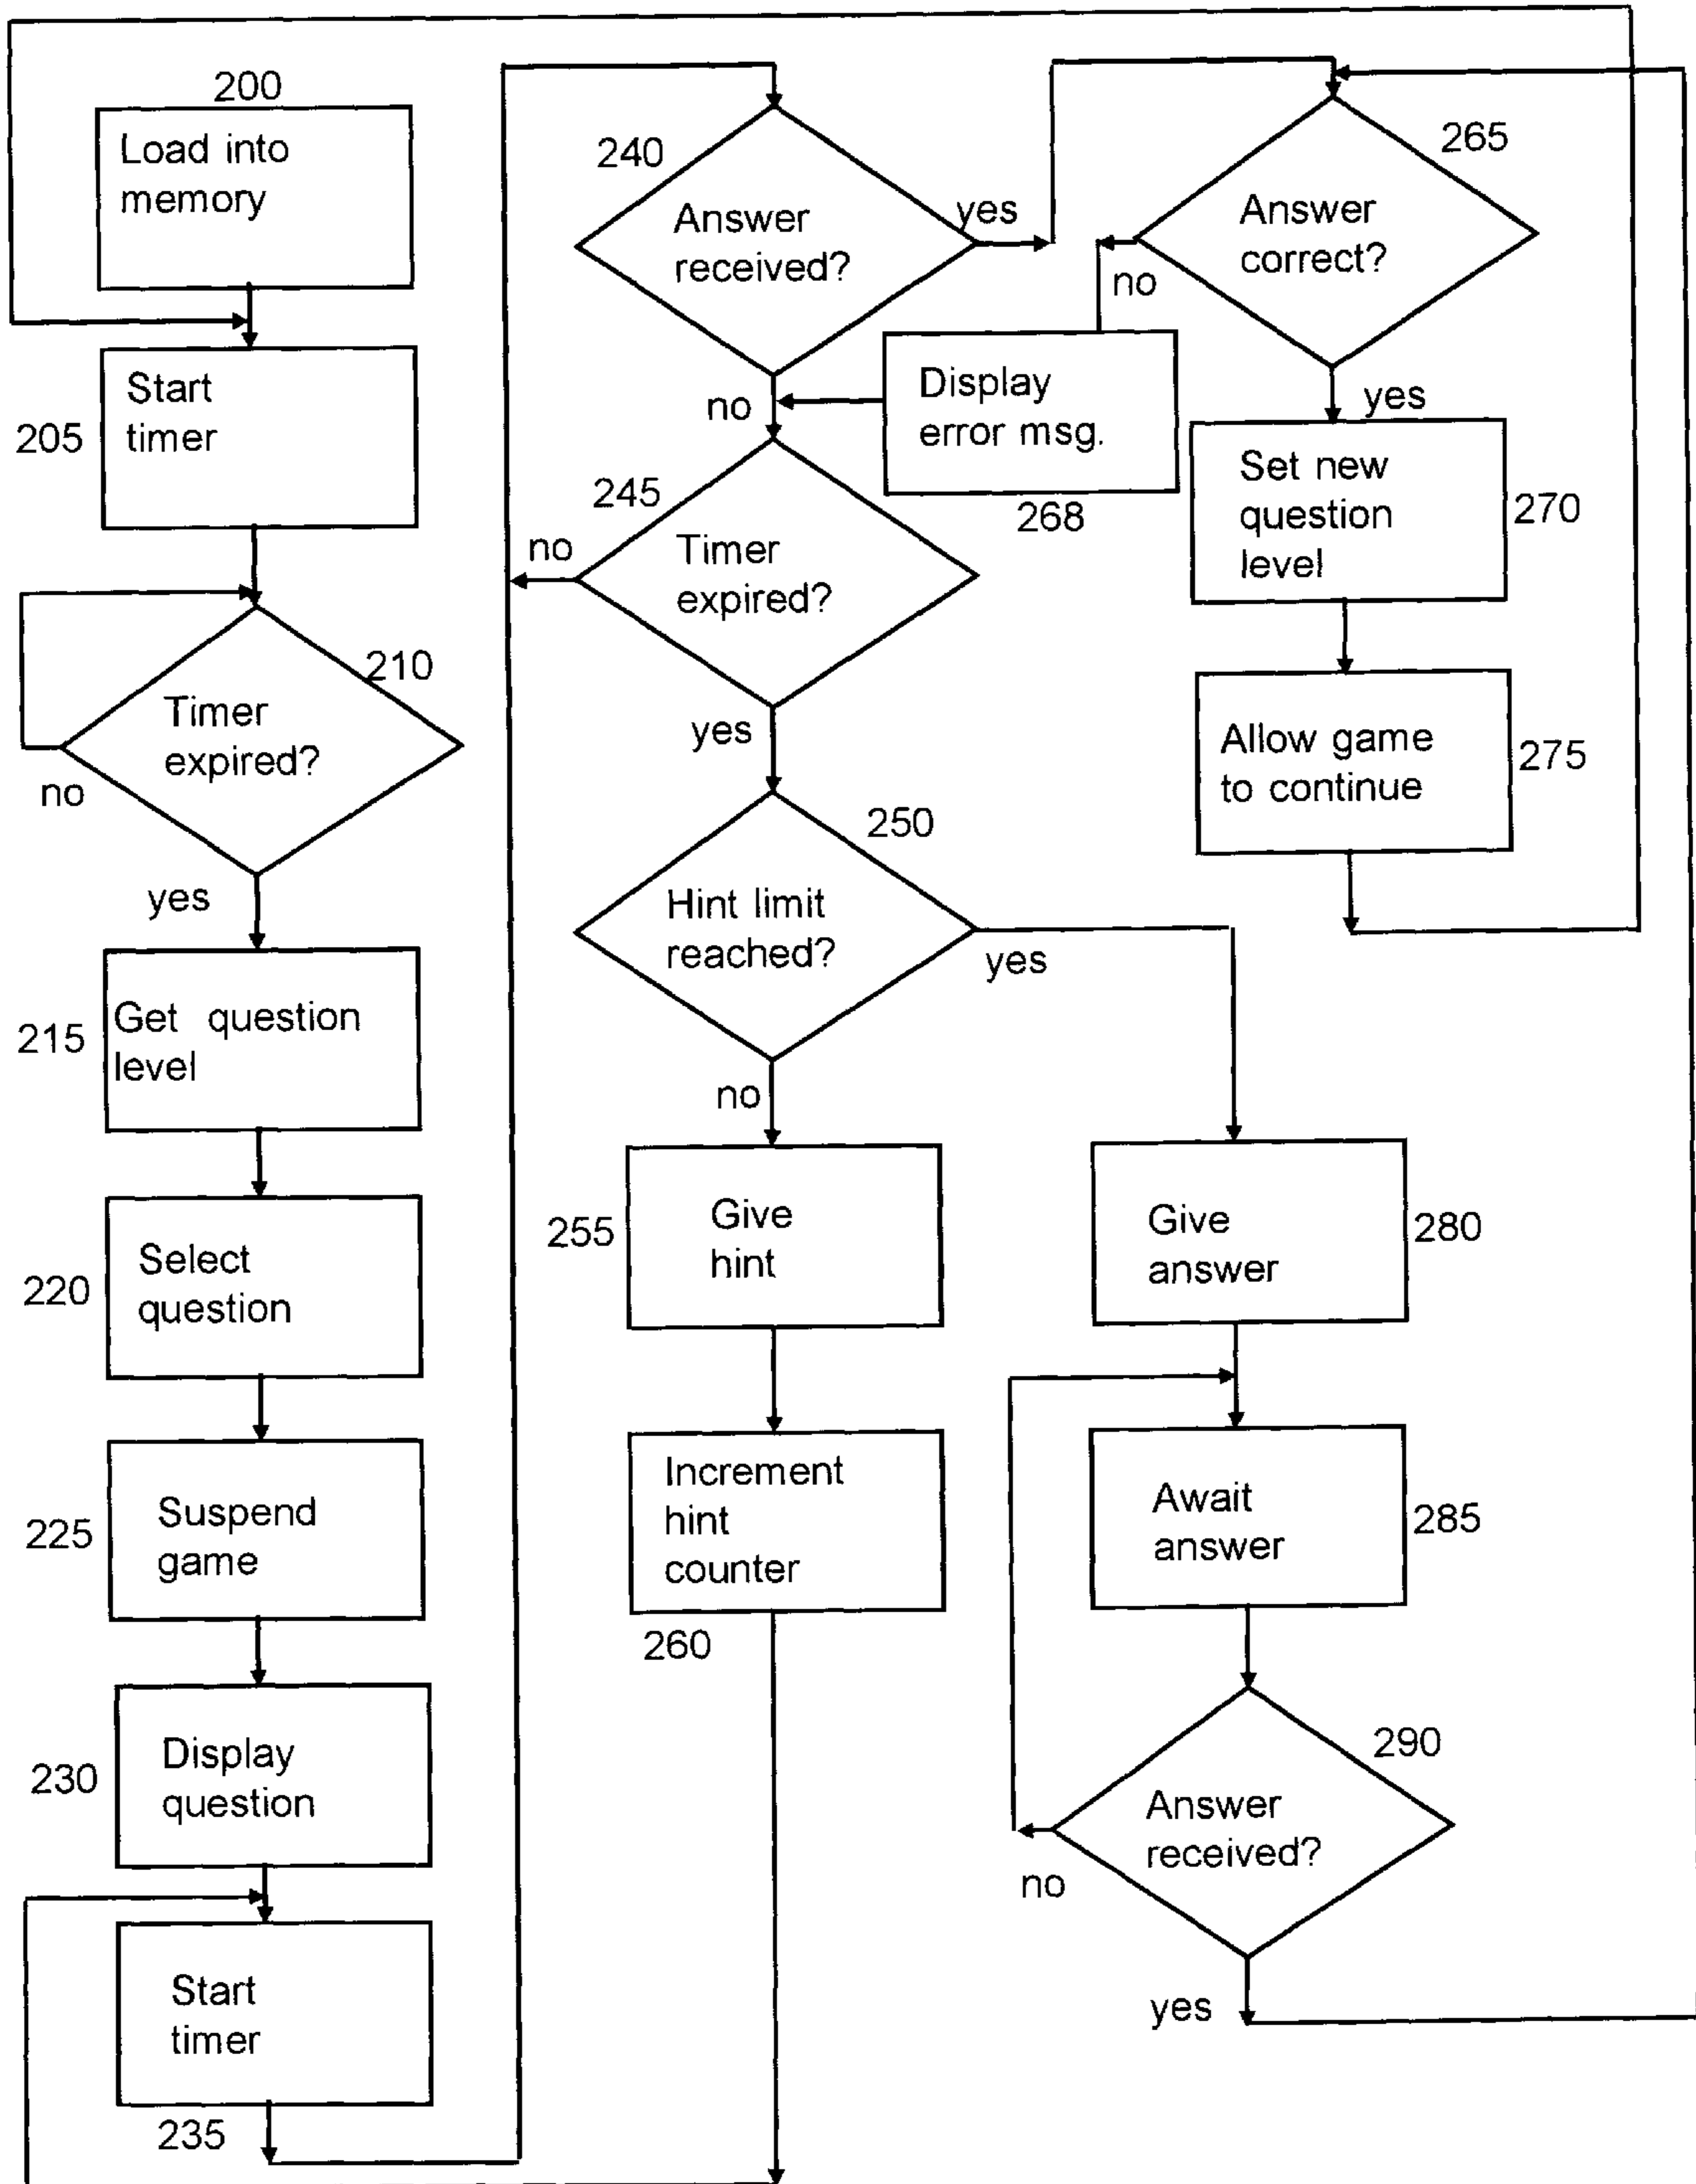 200
Load into
memory
Start
timer
205
210
Timer
expired?
no
yes
Get question
level
215
Select
question
220
Suspend
game
225
Display
question
230
Start
timer
235
240
Answer
received?
yes
no
245
Timer
expired?
no
yes
250
Hint limit
reached?
yes
no
Give
hint
255
Increment
hint
counter
260
265
Answer
correct?
no
yes
Display
error msg.
268
Set new
question
level
270
Allow game
to continue
275
Give
answer
280
Await
answer
285
290
Answer
received?
no
yes